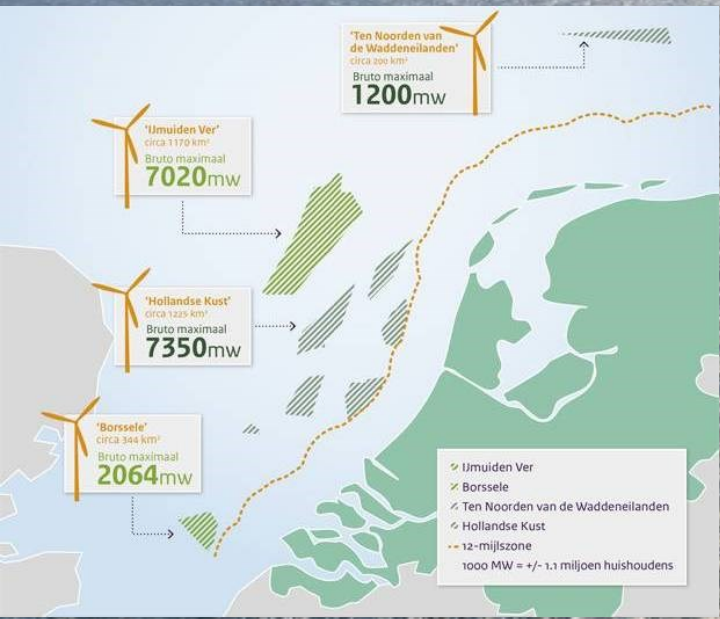 'Ten Noorden van
de Waddeneilanden'
circa 200 km²
Bruto maximaal
1200mw
'IJmuiden Ver'
circa 1170 km²
Bruto maximaal
7020mw
'Hollandse Kust'
circa 1225 km²
Bruto maximaal
7350mw
'Borssele'
circa 344 km²
Bruto maximaal
2064mw
IJmuiden Ver
Borssele
Ten Noorden van de Waddeneilanden
Hollandse Kust
12-mijlszone
1000 MW = +/- 1.1 miljoen huishoudens